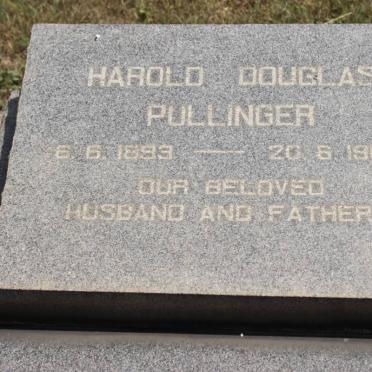 HAROLD DOUGLAS
PULLINGER
6.6.1893 — 20.6.19
OUR BELOVED
HUSBAND AND FATHER